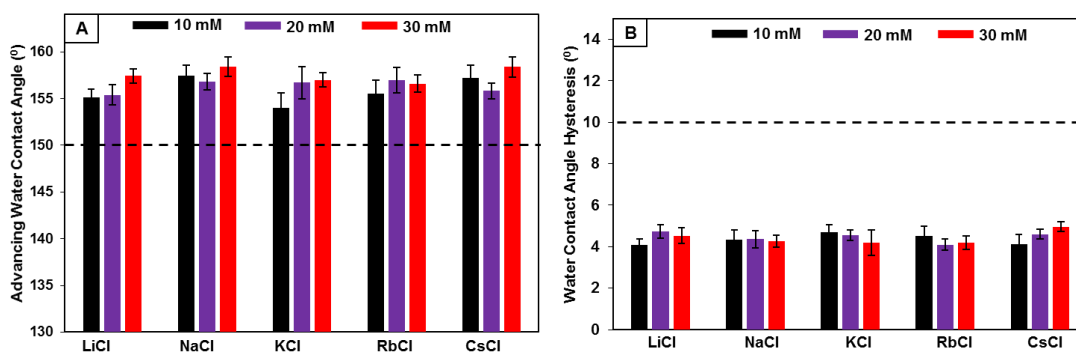 A
10 mM 20 mM 30 mM
Advancing Water Contact Angle (⁰)
160
155
150
145
140
135
130
LiCl NaCl KCl RbCl CsCl
B
10 mM 20 mM 30 mM
Water Contact Angle Hysteresis (⁰)
14
12
10
8
6
4
2
0
LiCl NaCl KCl RbCl CsCl